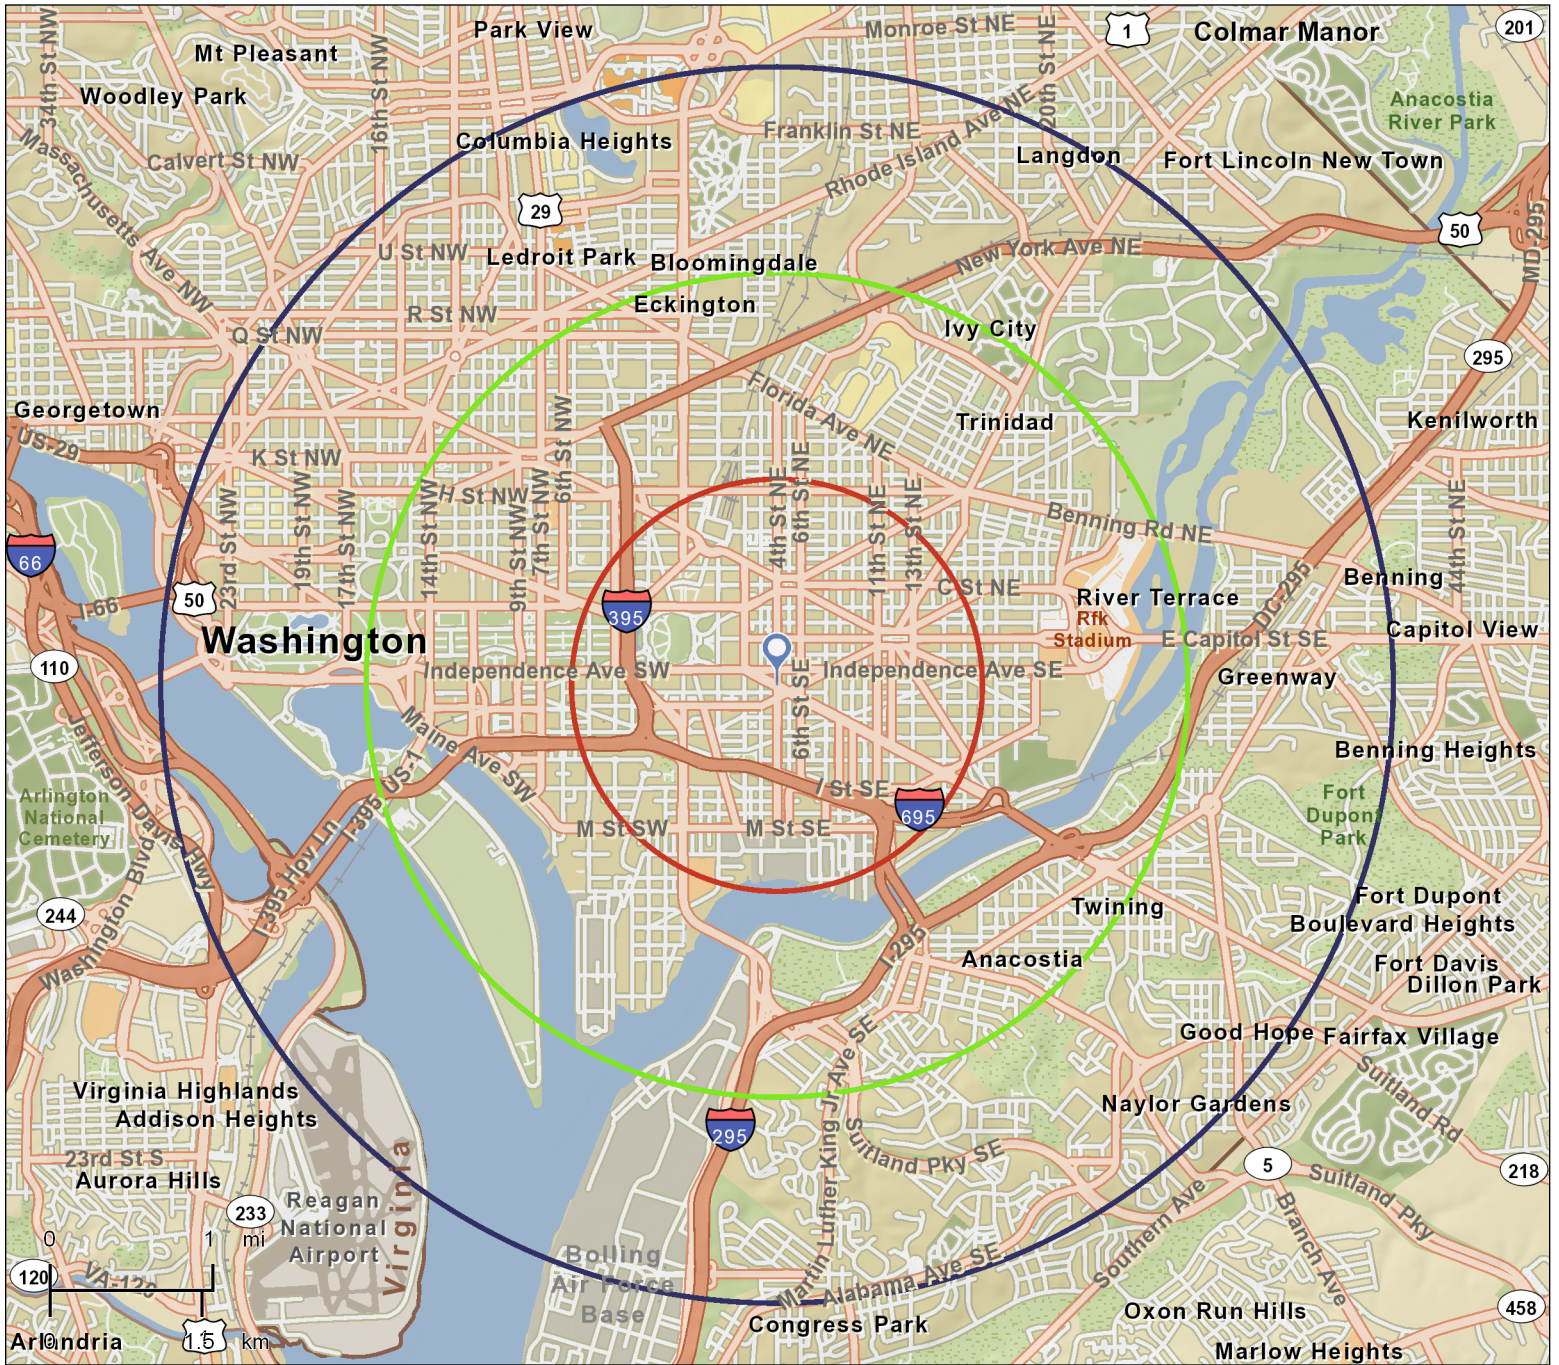 Park View
Monroe St NE
20th St NE
1
Colmar Manor
201
34th St NW
Mt Pleasant
16th St NW
Woodley Park
Anacostia
River Park
Massachusetts Ave NW
Calvert St NW
Columbia Heights
Franklin St NE
Rhode Island Ave NE
Langdon
Fort Lincoln New Town
29
50
MD-295
U St NW
Ledroit Park
Bloomingdale
New York Ave NE
Eckington
R St NW
Q St NW
Ivy City
295
Georgetown
US-29
Florida Ave NE
Trinidad
Kenilworth
K St NW
6th St NW
H St NW
7th St NW
9th St NW
14th St NW
17th St NW
19th St NW
23rd St NW
4th St NE
6th St NE
11th St NE
13th St NE
Benning Rd NE
44th St NE
66
I-66
50
395
C St NE
River Terrace
Rfk
Stadium
DC-295
Benning
E Capitol St SE
Capitol View
Washington
110
Independence Ave SW
Independence Ave SE
6th St SE
Greenway
Benning Heights
Jefferson Davis Hwy
Maine Ave SW
I-395 US-1
I-395 Hov Ln
I St SE
695
M St SW
M St SE
Arlington
National
Cemetery
Fort
Dupont
Park
244
Washington Blvd
Twining
Fort Dupont
Boulevard Heights
I-295
Anacostia
Fort Davis
Dillon Park
Good Hope
Fairfax Village
Suitland Rd
Virginia Highlands
Addison Heights
Naylor Gardens
295
Martin Luther King Jr Ave SE
Suitland Pky SE
23rd St S
Aurora Hills
5
218
Suitland Pky
Virginia
Reagan
National
Airport
233
0
1
mi
Southern Ave
Branch Ave
Bolling
Air Force
Base
Alabama Ave SE
120
VA-120
Oxon Run Hills
458
Congress Park
Arlandria
0
1.5
km
Marlow Heights